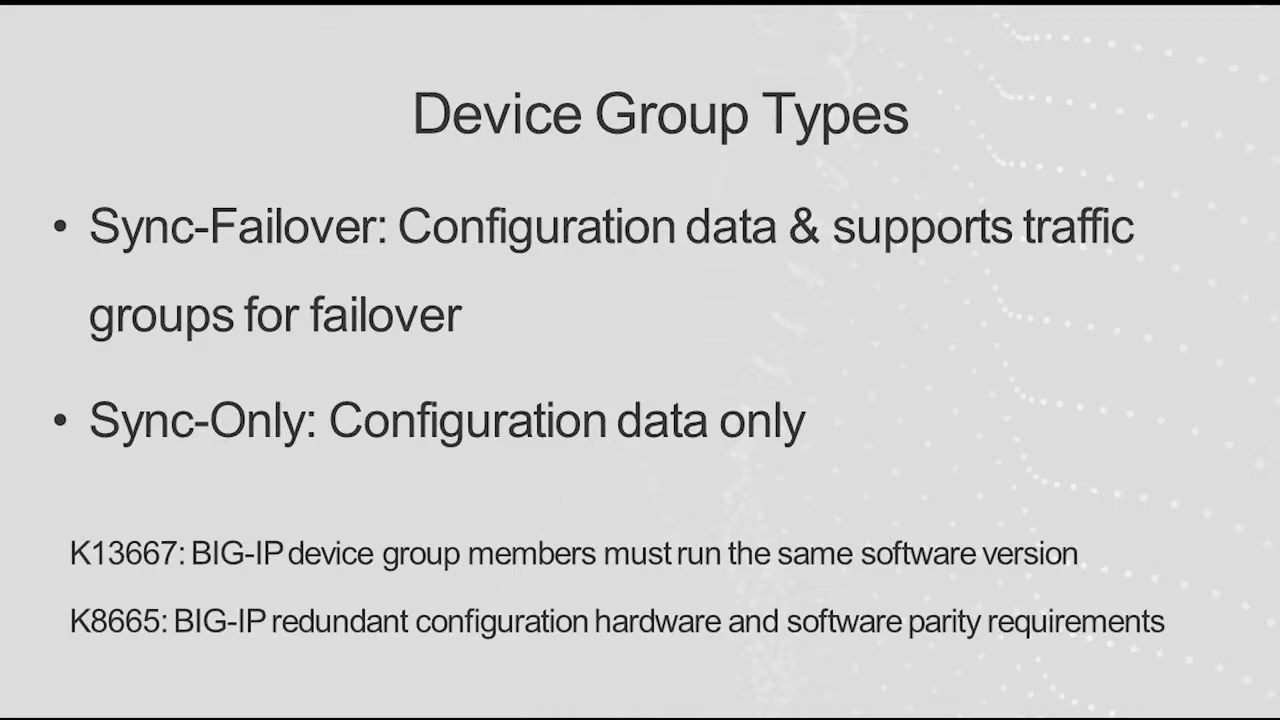 Device Group Types
• Sync-Failover: Configuration data & supports traffic
groups for failover
• Sync-Only: Configuration data only
K13667: BIG-IP device group members must run the same software version
K8665: BIG-IP redundant configuration hardware and software parity requirements